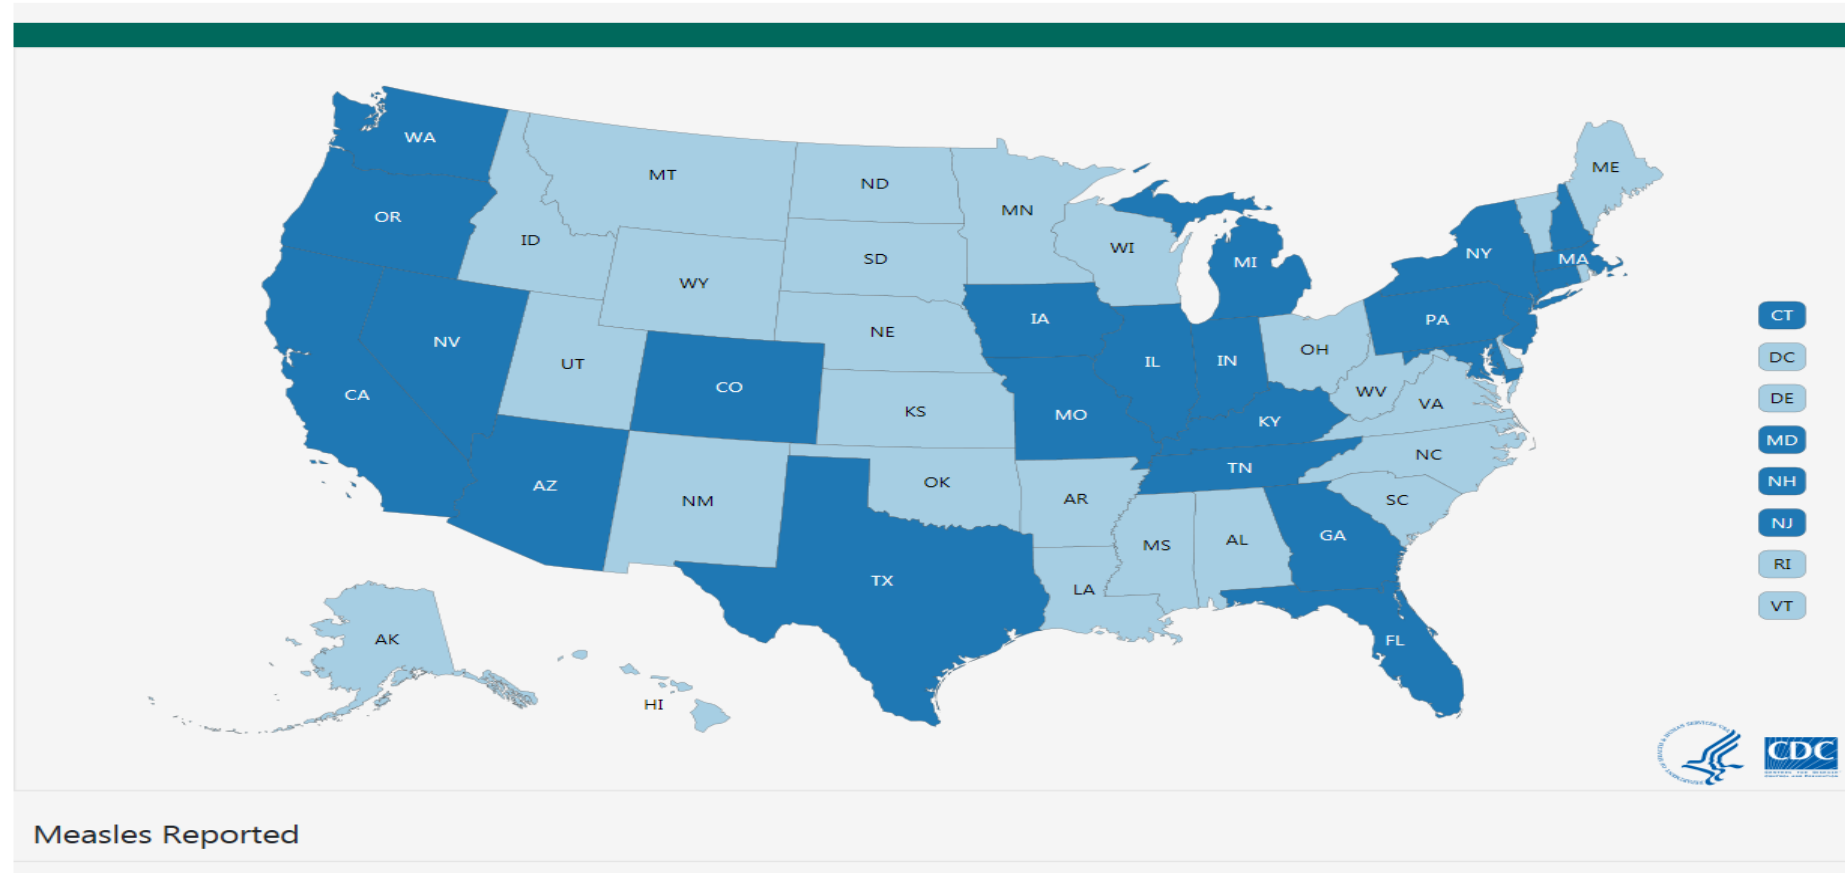 WA
MT
ND
MN
ME
OR
ID
SD
WI
MI
NY
MA
WY
IA
PA
NV
NE
OH
IL
IN
UT
CO
KS
WV
VA
CA
MO
KY
NC
TN
AZ
NM
OK
AR
SC
MS
AL
GA
TX
LA
AK
FL
HI
CT
DC
DE
MD
NH
NJ
RI
VT
CDC
Measles Reported